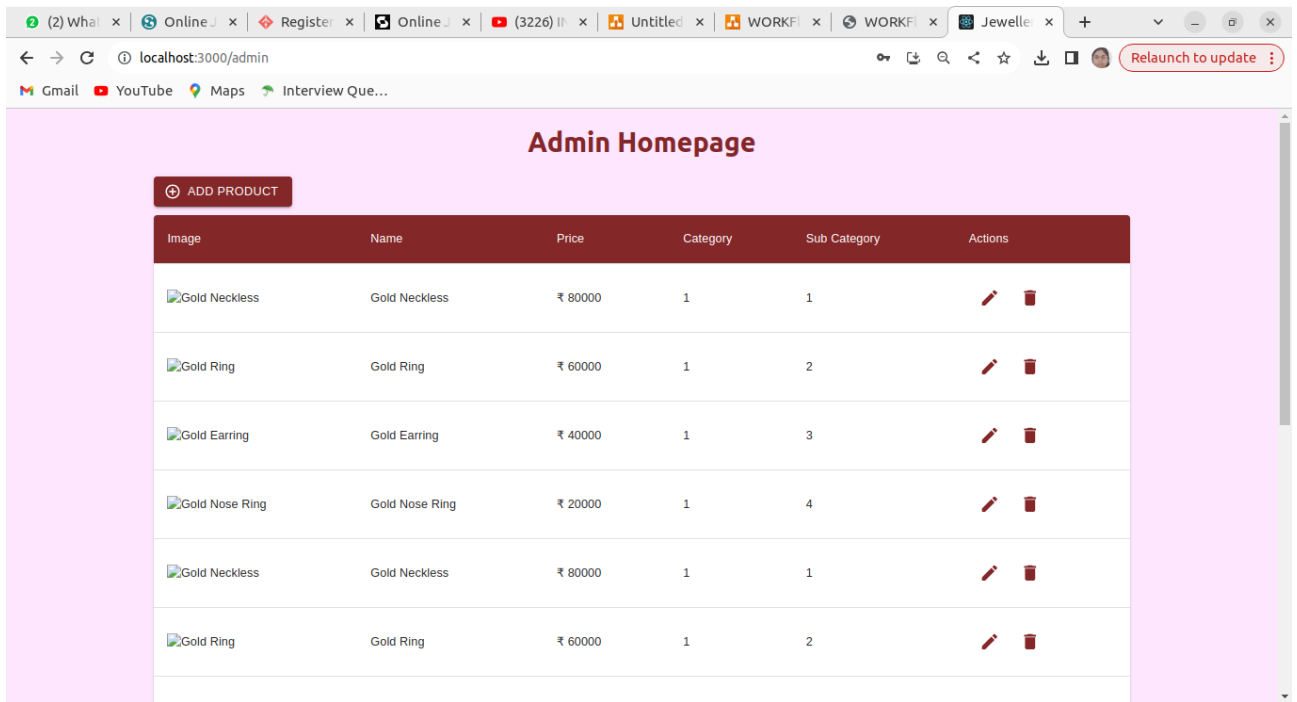 (2) What Online J Register Online J (3226) IN Untitled WORKFL WORKFL Jeweller
localhost:3000/admin Relaunch to update
Gmail YouTube Maps Interview Que...
Admin Homepage
ADD PRODUCT
Image Name Price Category Sub Category Actions
Gold Neckless Gold Neckless ₹ 80000 1 1
Gold Ring Gold Ring ₹ 60000 1 2
Gold Earring Gold Earring ₹ 40000 1 3
Gold Nose Ring Gold Nose Ring ₹ 20000 1 4
Gold Neckless Gold Neckless ₹ 80000 1 1
Gold Ring Gold Ring ₹ 60000 1 2